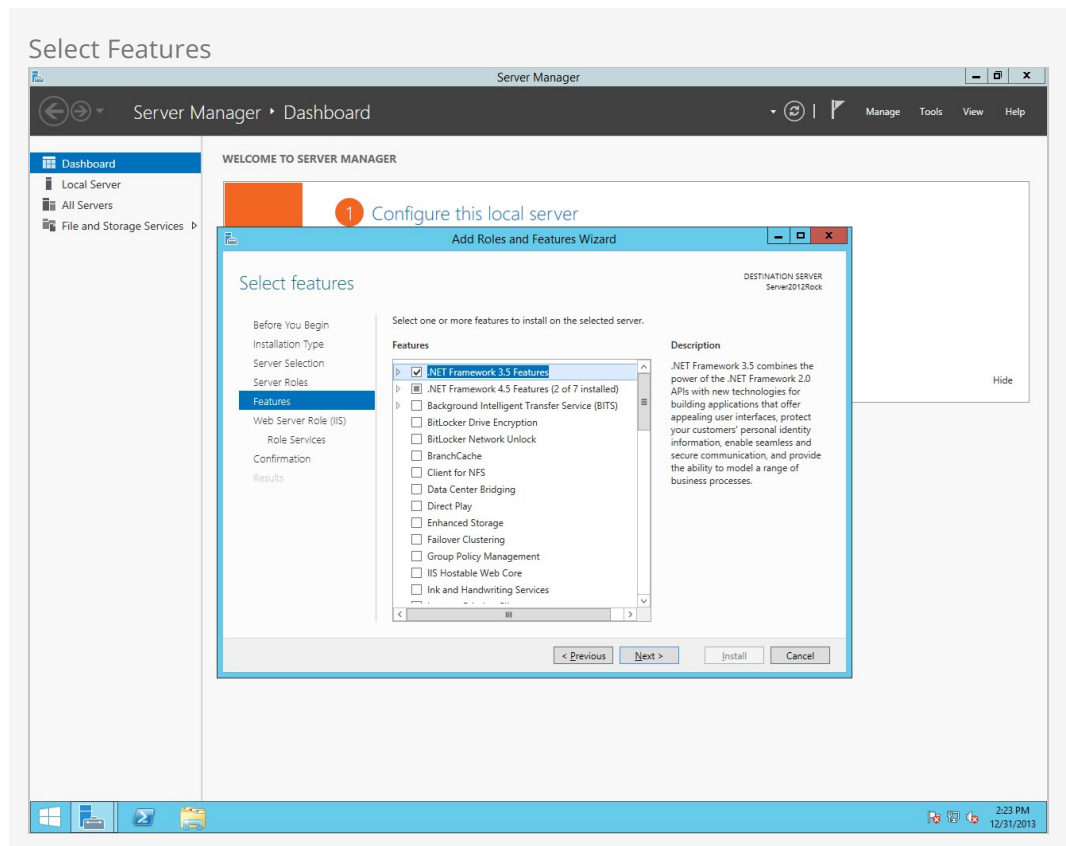 Select Features
Server Manager
Server Manager • Dashboard
Manage Tools View Help
Dashboard
Local Server
All Servers
File and Storage Services
WELCOME TO SERVER MANAGER
1 Configure this local server
Hide
Add Roles and Features Wizard
Select features
DESTINATION SERVER
Server2012Rock
Before You Begin
Installation Type
Server Selection
Server Roles
Features
Web Server Role (IIS)
Role Services
Confirmation
Results
Select one or more features to install on the selected server.
Features
.NET Framework 3.5 Features
.NET Framework 4.5 Features (2 of 7 installed)
Background Intelligent Transfer Service (BITS)
BitLocker Drive Encryption
BitLocker Network Unlock
BranchCache
Client for NFS
Data Center Bridging
Direct Play
Enhanced Storage
Failover Clustering
Group Policy Management
IIS Hostable Web Core
Ink and Handwriting Services
Description
.NET Framework 3.5 combines the
power of the .NET Framework 2.0
APIs with new technologies for
building applications that offer
appealing user interfaces, protect
your customers' personal identity
information, enable seamless and
secure communication, and provide
the ability to model a range of
business processes.
< Previous Next > Install Cancel
2:23 PM
12/31/2013